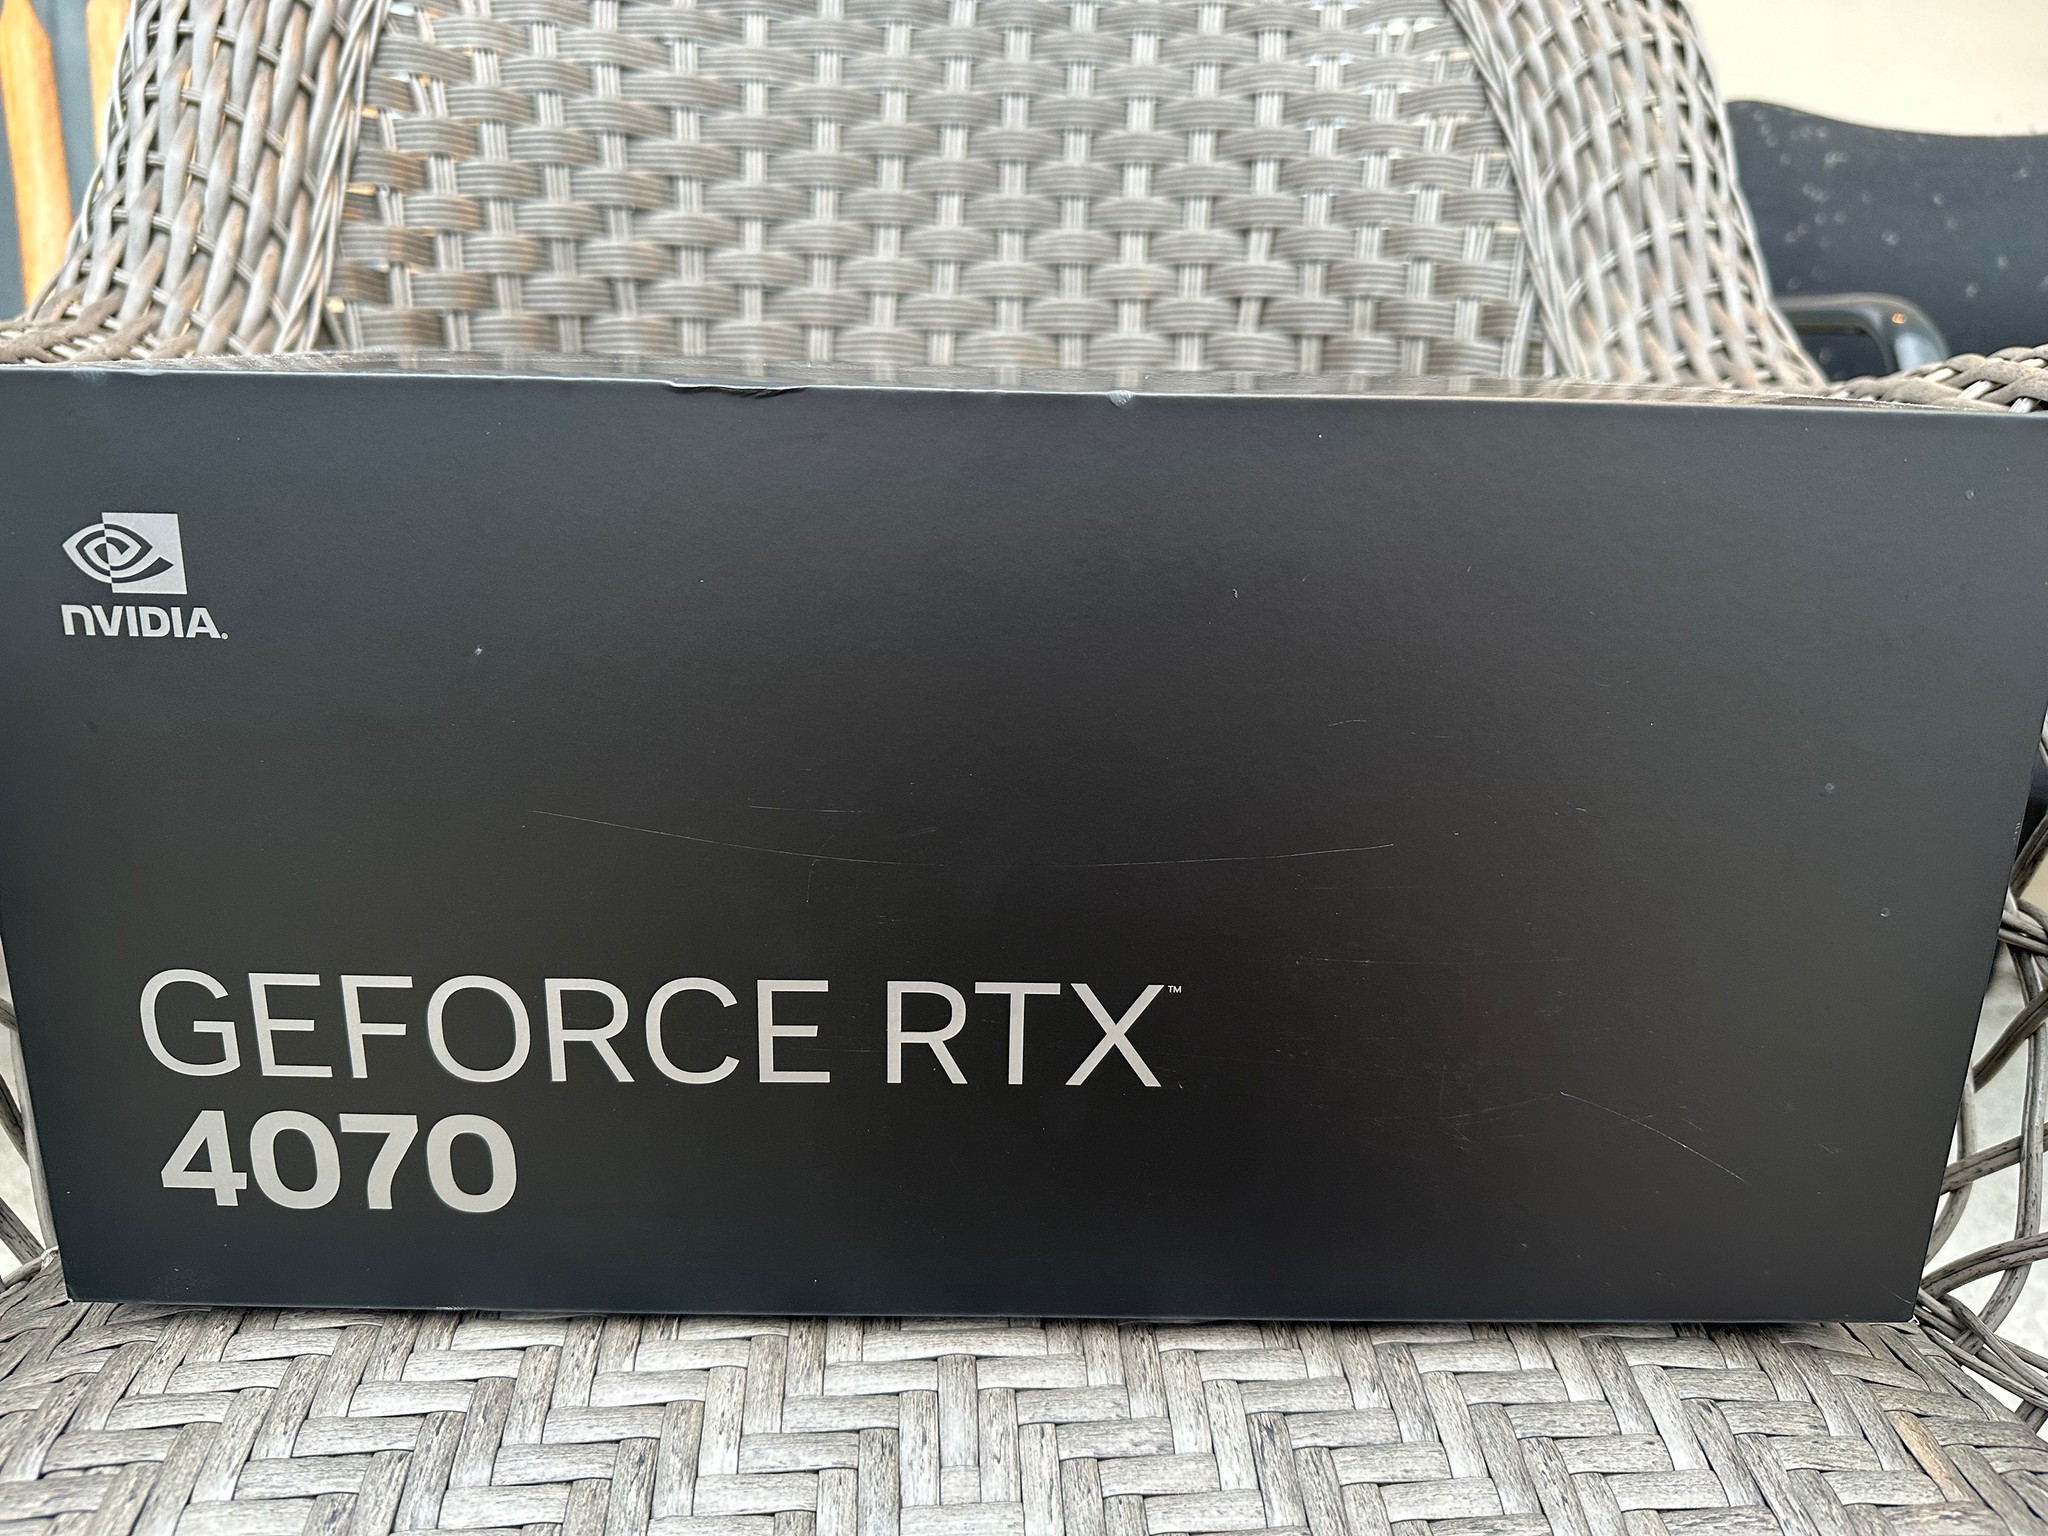 NVIDIA.
GEFORCE RTX™
4070